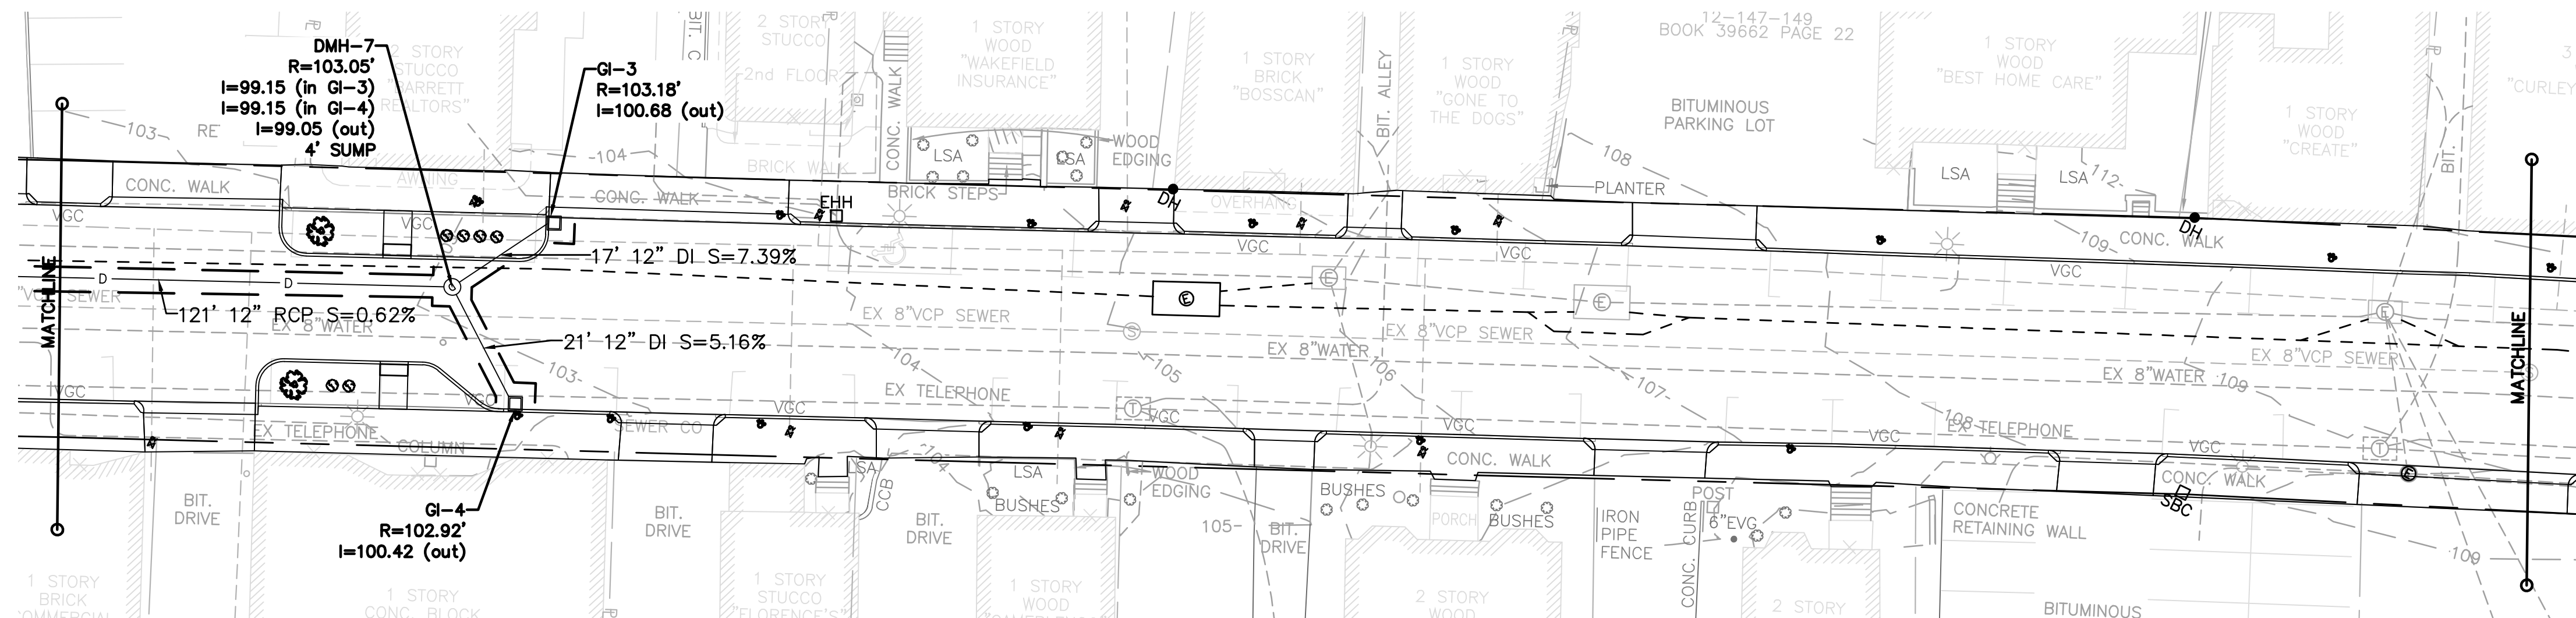 12-147-149
BOOK 39662 PAGE 22
DMH-7
R=103.05'
I=99.15 (in GI-3)
I=99.15 (in GI-4)
I=99.05 (out)
4' SUMP
2 STORY
STUCCO
"BARRETT
REALTORS"
GI-3
R=103.18'
I=100.68 (out)
BIT. C
2 STORY
STUCCO
2nd FLOOR
BRICK WALK
CONC. WALK
1 STORY
WOOD
"WAKEFIELD
INSURANCE"
1 STORY
BRICK
"BOSSCAN"
BIT. ALLEY
1 STORY
WOOD
"GONE TO
THE DOGS"
BITUMINOUS
PARKING LOT
1 STORY
WOOD
"BEST HOME CARE"
1 STORY
WOOD
"CREATE"
BIT.
"CURLEY
103
RE
104
LSA
LSA
WOOD
EDGING
BRICK STEPS
108
PLANTER
LSA
LSA
112
MATCHLINE
CONC. WALK
AWNING
CONC. WALK
EHH
DH
OVERHANG
DH
CONC. WALK
109
VGC
VGC
VGC
VGC
VGC
17' 12" DI S=7.39%
D
D
SEWER
121' 12" RCP S=0.62%
EX 8"WATER
21' 12" DI S=5.16%
EX 8"VCP SEWER
E
E
E
E
S
EX 8"VCP SEWER
EX 8"WATER
EX 8"VCP SEWER
EX 8"WATER
MATCHLINE
103
104
105
106
107
108
109
EX TELEPHONE
T
VGC
VGC
VGC
VGC
VGC
VGC
VGC
EX TELEPHONE
T
E
EX TELEPHONE
COLUMN
SEWER CO
CONC. WALK
CONC. WALK
SBC
GI-4
R=102.92'
I=100.42 (out)
BIT.
DRIVE
BIT.
DRIVE
LSA
CCB
104
BIT.
DRIVE
LSA
BUSHES
WOOD
EDGING
105
BIT.
DRIVE
BUSHES
PORCH
BUSHES
IRON
PIPE
FENCE
CONC. CURB
POST
6"EVG
CONCRETE
RETAINING WALL
109
1 STORY
BRICK
1 STORY
CONC. BLOCK
1 STORY
STUCCO
"FLORENCE'S"
1 STORY
WOOD
2 STORY
WOOD
2 STORY
BITUMINOUS